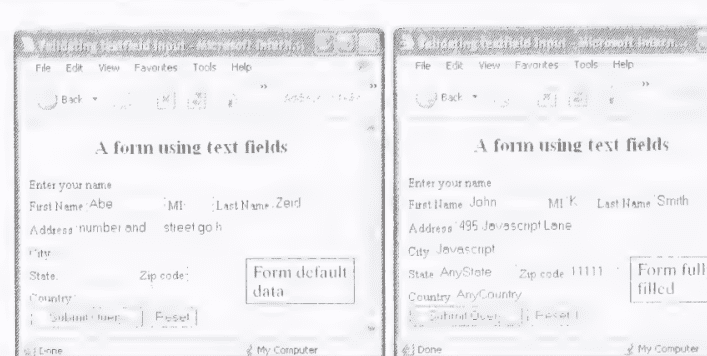 Validating textfield input - Microsoft Intern...
File Edit View Favorites Tools Help
Back
A form using text fields
Enter your name
First Name: Abe MI: Last Name: Zeid
Address: number and street go h
City:
State: Zip code:
Country:
Submit Query Reset
Form default
data
Done My Computer
Validating textfield input - Microsoft Intern...
File Edit View Favorites Tools Help
Back
A form using text fields
Enter your name
First Name: John MI: K Last Name: Smith
Address: 495 Javascript Lane
City: Javascript
State: AnyState Zip code: 11111
Country: AnyCountry
Submit Query Reset
Form full
filled
Done My Computer